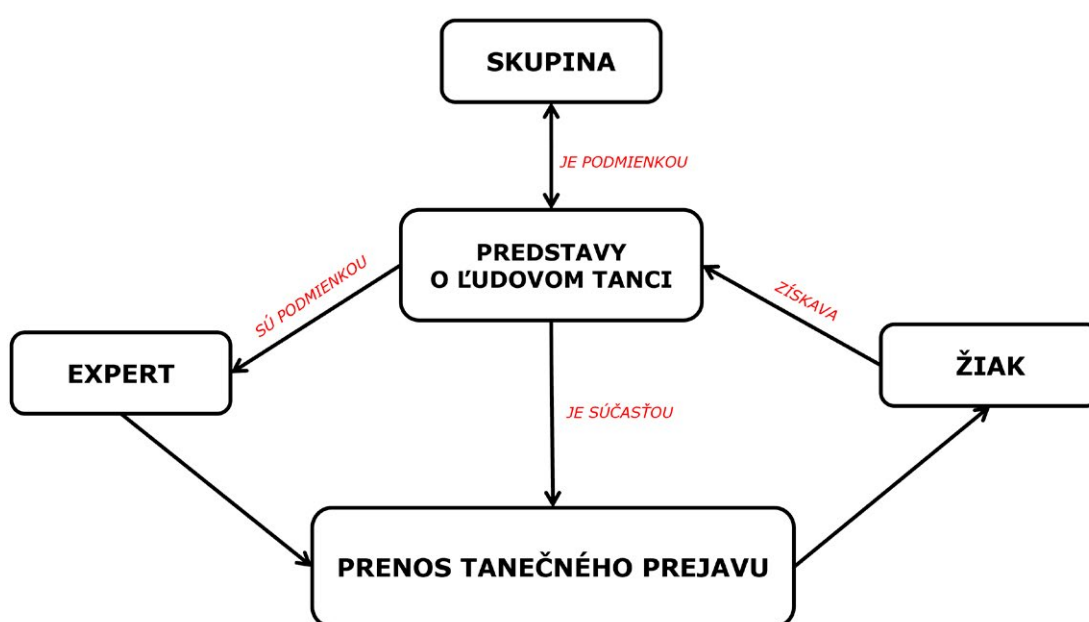 SKUPINA
JE PODMIENKOU
PREDSTAVY
O ĽUDOVOM TANCI
SÚ PODMIENKOU
ZÍSKAVA
EXPERT
ŽIAK
JE SÚČASŤOU
PRENOS TANEČNÉHO PREJAVU